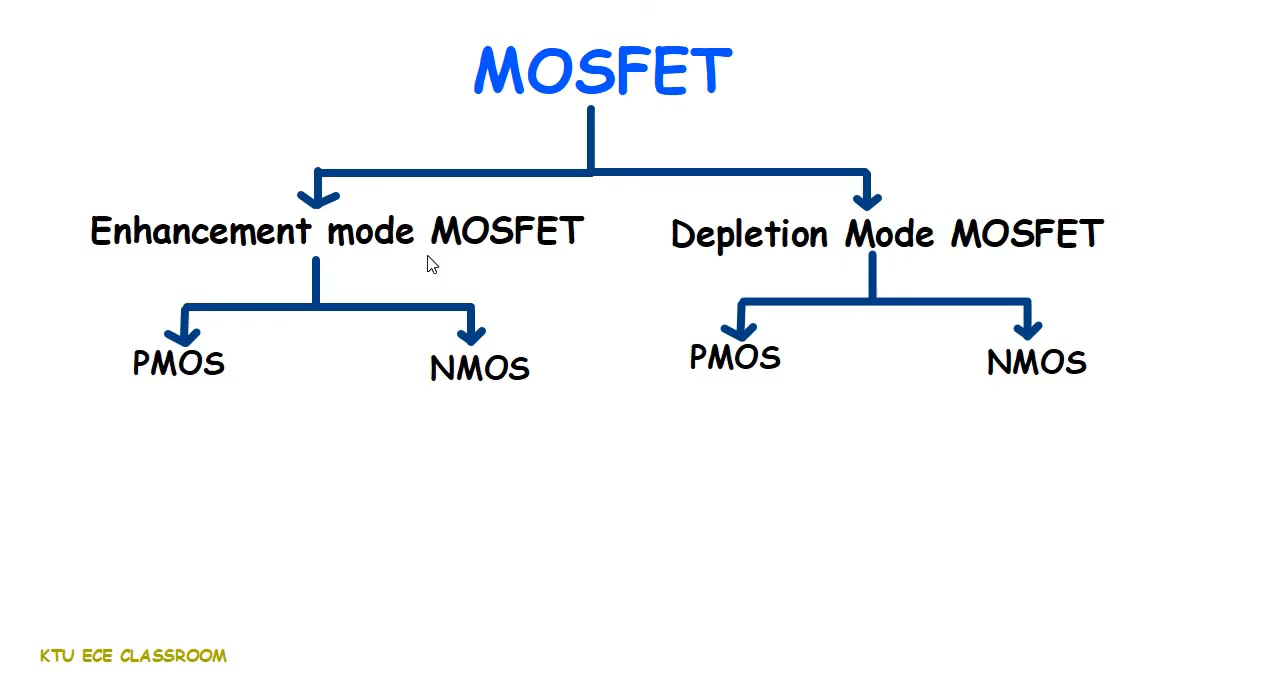 MOSFET
Enhancement mode MOSFET
Depletion Mode MOSFET
PMOS
NMOS
PMOS
NMOS
KTU ECE CLASSROOM